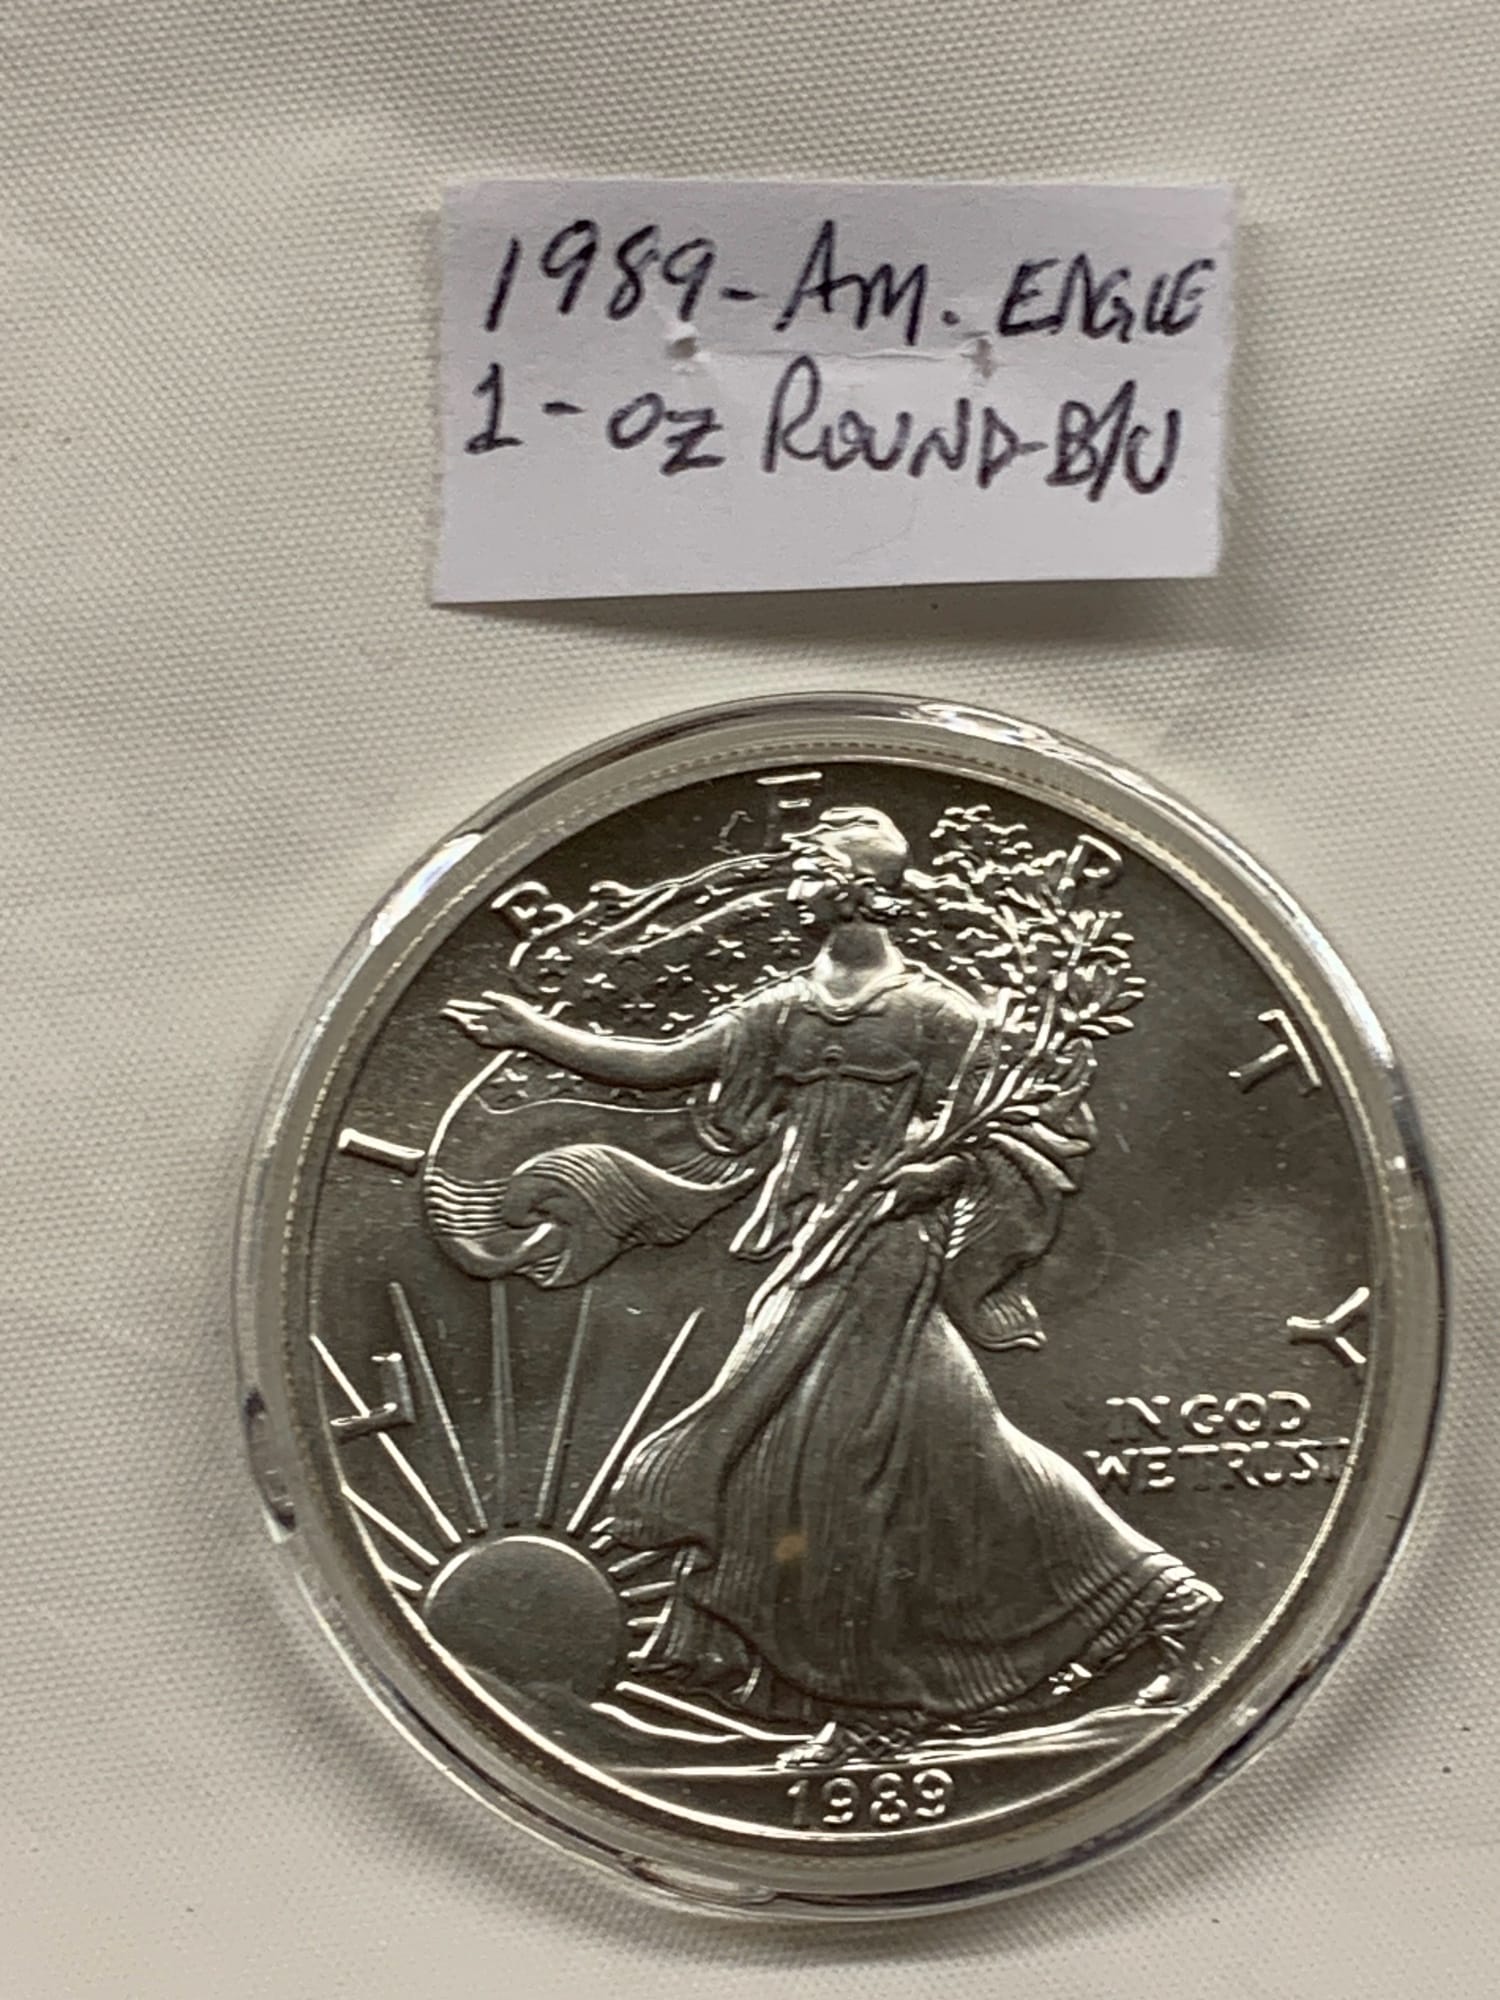 1989-Am. EAGLE
1-oz ROUND-B/U
LIBERTY
IN GOD
WE TRUST
1989